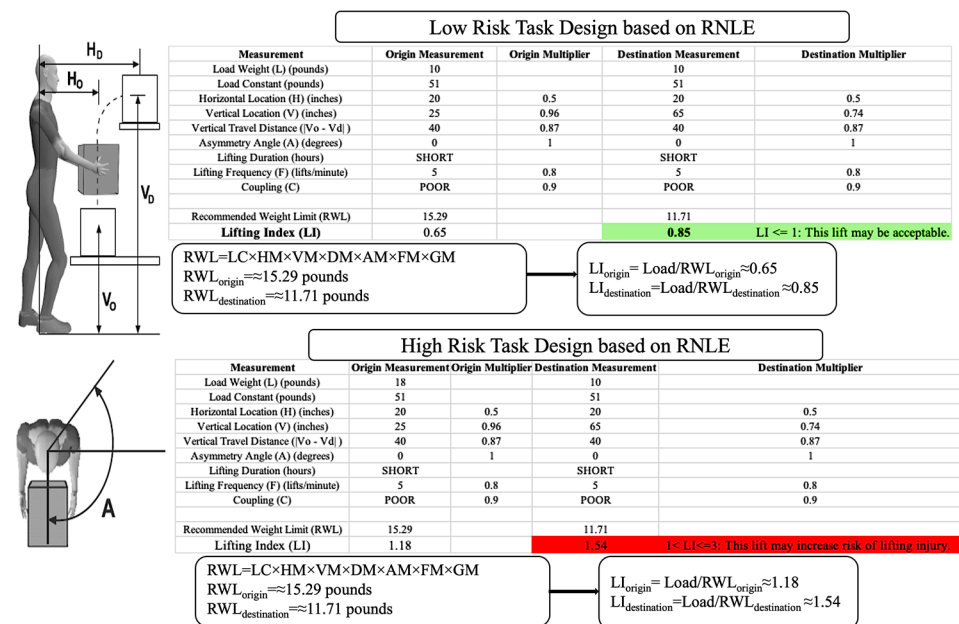 Low Risk Task Design based on RNLE
H_D
H_O
V_D
V_O
Measurement Origin Measurement Origin Multiplier Destination Measurement Destination Multiplier
Load Weight (L) (pounds) 10 10
Load Constant (pounds) 51 51
Horizontal Location (H) (inches) 20 0.5 20 0.5
Vertical Location (V) (inches) 25 0.96 65 0.74
Vertical Travel Distance (|Vo - Vd| ) 40 0.87 40 0.87
Asymmetry Angle (A) (degrees) 0 1 0 1
Lifting Duration (hours) SHORT SHORT
Lifting Frequency (F) (lifts/minute) 5 0.8 5 0.8
Coupling (C) POOR 0.9 POOR 0.9
Recommended Weight Limit (RWL) 15.29 11.71
Lifting Index (LI) 0.65 0.85 LI <= 1: This lift may be acceptable.
RWL=LC×HM×VM×DM×AM×FM×GM
RWL_origin=≈15.29 pounds
RWL_destination=≈11.71 pounds
LI_origin= Load/RWL_origin≈0.65
LI_destination=Load/RWL_destination ≈0.85
High Risk Task Design based on RNLE
A
Measurement Origin Measurement Origin Multiplier Destination Measurement Destination Multiplier
Load Weight (L) (pounds) 18 10
Load Constant (pounds) 51 51
Horizontal Location (H) (inches) 20 0.5 20 0.5
Vertical Location (V) (inches) 25 0.96 65 0.74
Vertical Travel Distance (|Vo - Vd| ) 40 0.87 40 0.87
Asymmetry Angle (A) (degrees) 0 1 0 1
Lifting Duration (hours) SHORT SHORT
Lifting Frequency (F) (lifts/minute) 5 0.8 5 0.8
Coupling (C) POOR 0.9 POOR 0.9
Recommended Weight Limit (RWL) 15.29 11.71
Lifting Index (LI) 1.18 1.54 1< LI<=3: This lift may increase risk of lifting injury.
RWL=LC×HM×VM×DM×AM×FM×GM
RWL_origin=≈15.29 pounds
RWL_destination=≈11.71 pounds
LI_origin= Load/RWL_origin≈1.18
LI_destination=Load/RWL_destination ≈1.54